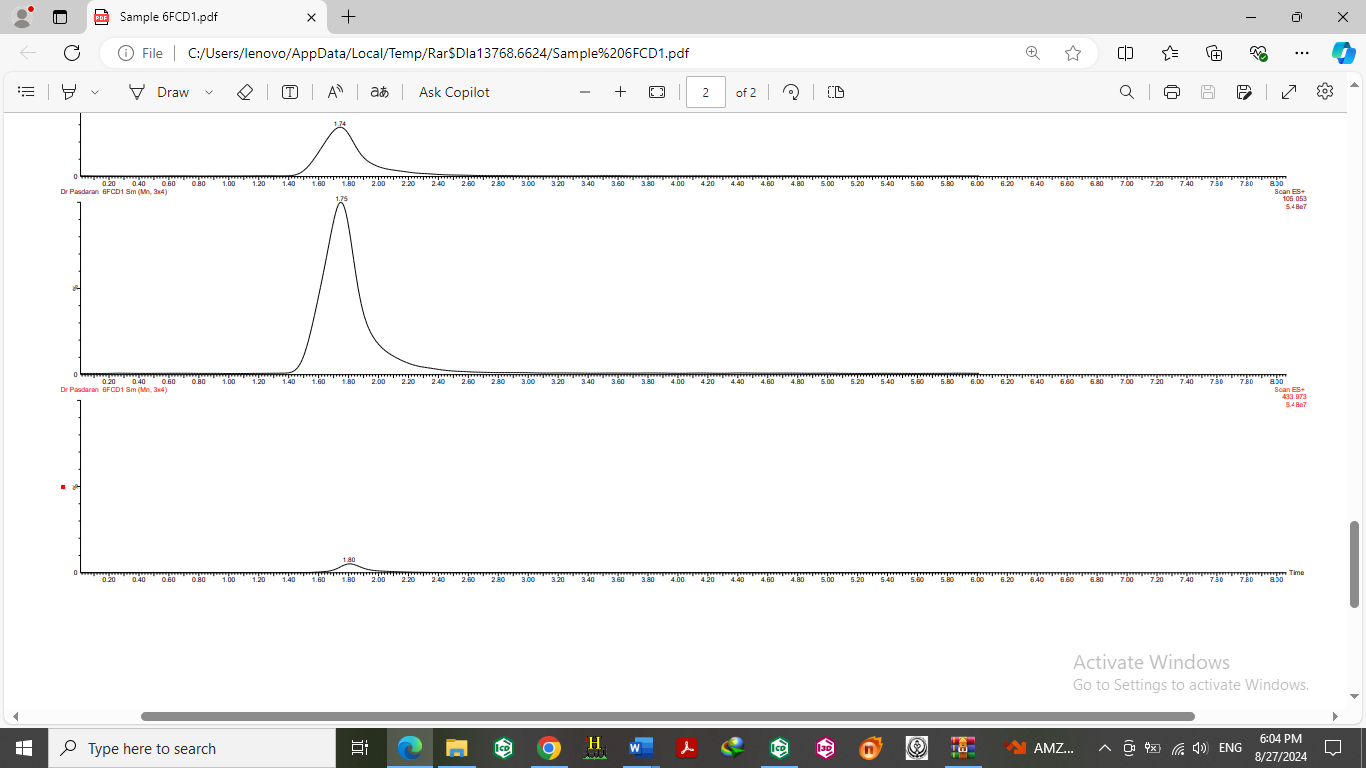 Sample 6FCD1.pdf
File
C:/Users/lenovo/AppData/Local/Temp/Rar$DIa13768.6624/Sample%206FCD1.pdf
Draw
Ask Copilot
2 of 2
1.74
0
0.20 0.40 0.60 0.80 1.00 1.20 1.40 1.60 1.80 2.00 2.20 2.40 2.60 2.80 3.00 3.20 3.40 3.60 3.80 4.00 4.20 4.40 4.60 4.80 5.00 5.20 5.40 5.60 5.80 6.00 6.20 6.40 6.60 6.80 7.00 7.20 7.40 7.60 7.80 8.00
Dr Pasdaran 6FCD1 Sm (Mn, 3x4)
Scan ES+
105.053
5.48e7
1.75
%
0
0.20 0.40 0.60 0.80 1.00 1.20 1.40 1.60 1.80 2.00 2.20 2.40 2.60 2.80 3.00 3.20 3.40 3.60 3.80 4.00 4.20 4.40 4.60 4.80 5.00 5.20 5.40 5.60 5.80 6.00 6.20 6.40 6.60 6.80 7.00 7.20 7.40 7.60 7.80 8.00
Dr Pasdaran 6FCD1 Sm (Mn, 3x4)
Scan ES+
433.973
5.48e7
%
1.80
0
Time
0.20 0.40 0.60 0.80 1.00 1.20 1.40 1.60 1.80 2.00 2.20 2.40 2.60 2.80 3.00 3.20 3.40 3.60 3.80 4.00 4.20 4.40 4.60 4.80 5.00 5.20 5.40 5.60 5.80 6.00 6.20 6.40 6.60 6.80 7.00 7.20 7.40 7.60 7.80 8.00
Activate Windows
Go to Settings to activate Windows.
Type here to search
AMZ...
ENG
6:04 PM
8/27/2024